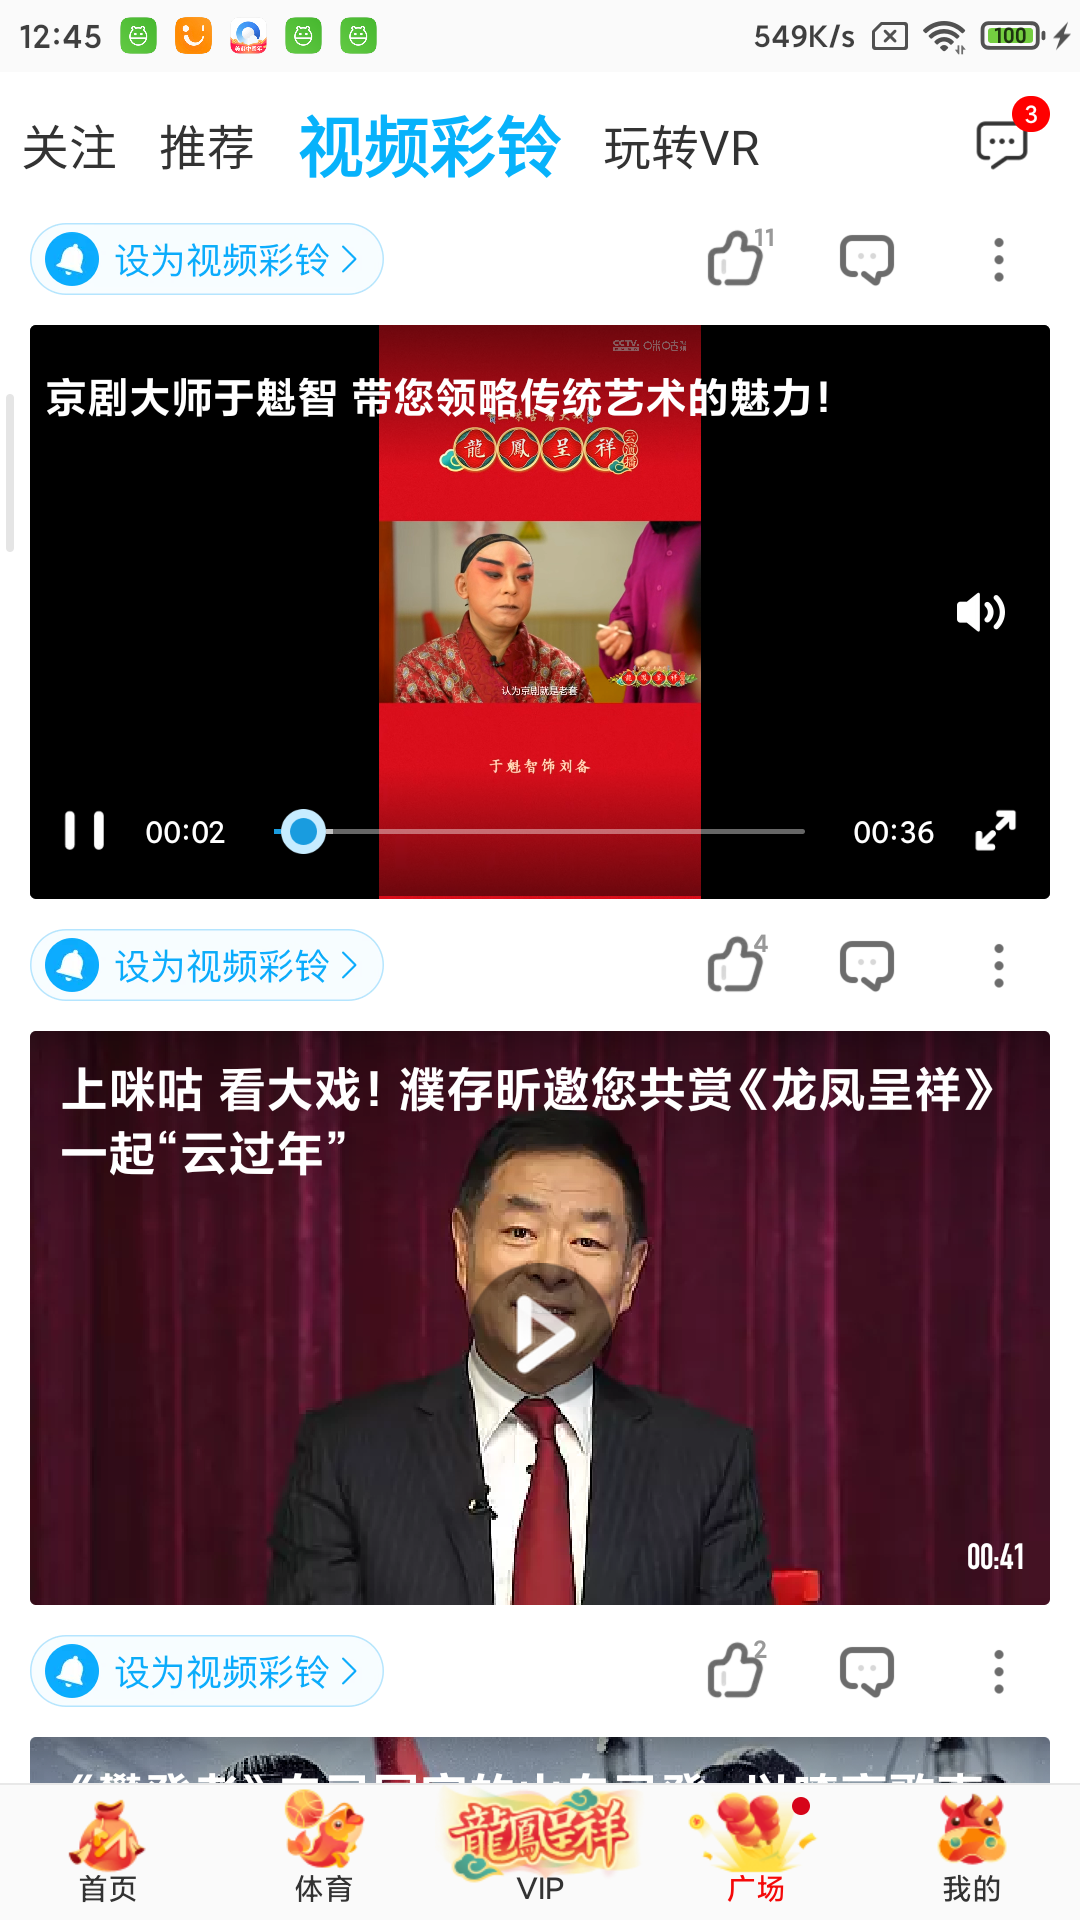 12:45
549K/s
100
关注 推荐 视频彩铃 玩转VR
3
设为视频彩铃
11
CCTV. 咪咕
京剧大师于魁智 带您领略传统艺术的魅力！
上咪咕 看大戏
龍鳳呈祥
认为京剧就是老套
于魁智饰刘备
00:02
00:36
设为视频彩铃
4
上咪咕 看大戏！濮存昕邀您共赏《龙凤呈祥》
一起“云过年”
00:41
设为视频彩铃
2
龍鳳呈祥
首页
体育
VIP
广场
我的